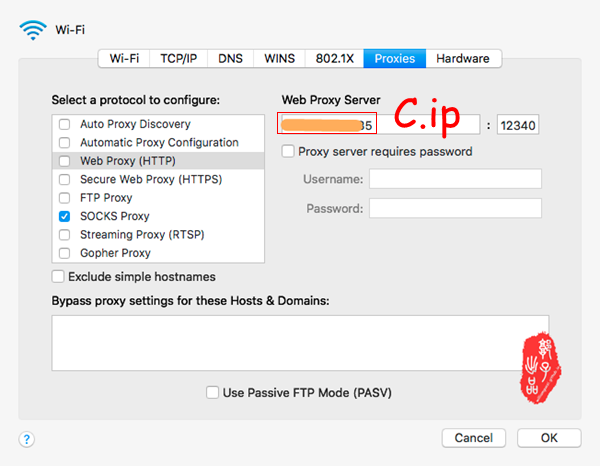 Wi-Fi
Wi-Fi TCP/IP DNS WINS 802.1X Proxies Hardware
Select a protocol to configure:
Auto Proxy Discovery
Automatic Proxy Configuration
Web Proxy (HTTP)
Secure Web Proxy (HTTPS)
FTP Proxy
SOCKS Proxy
Streaming Proxy (RTSP)
Gopher Proxy
Exclude simple hostnames
Web Proxy Server
35 C.ip : 12340
Proxy server requires password
Username:
Password:
Bypass proxy settings for these Hosts & Domains:
Use Passive FTP Mode (PASV)
? Cancel OK